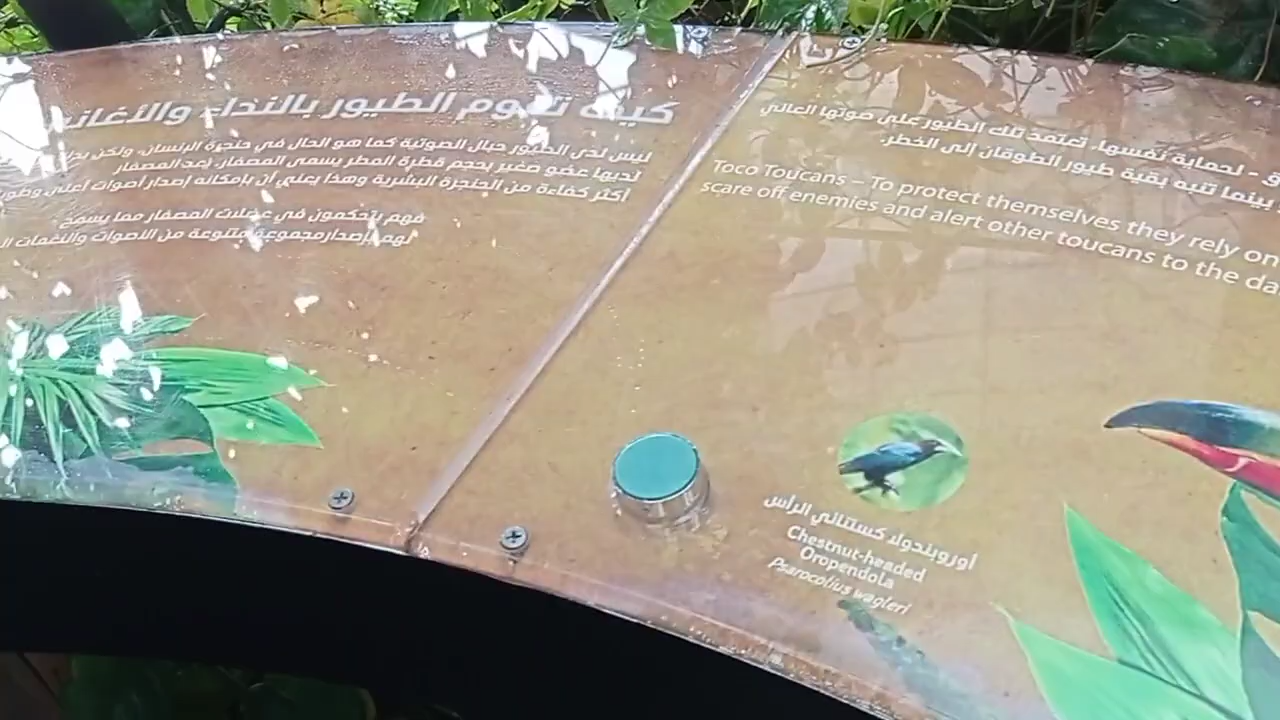 كيف تقوم الطيور بالنداء والأغاني
ليس لدى الطيور حبال الصوتية كما هو الحال في حنجرة الإنسان، ولكن
لديها عضو صغير بحجم قطرة المطر يسمى المصفار. يُعد المصفار
أكثر كفاءة من الحنجرة البشرية وهذا يعني أن بإمكانه إصدار أصوات أعلى
فهم يتحكمون في عضلات المصفار مما يسمح
لهم بإصدار مجموعة متنوعة من الأصوات والنغمات
- لحماية نفسها، تعتمد تلك الطيور على صوتها العالي
بينما تنبه بقية طيور الطوقان إلى الخطر.
Toco Toucans – To protect themselves they rely on
scare off enemies and alert other toucans to the
أوروبندولا كستنائي الرأس
Chestnut-headed
Oropendola
Psarocolius wagleri